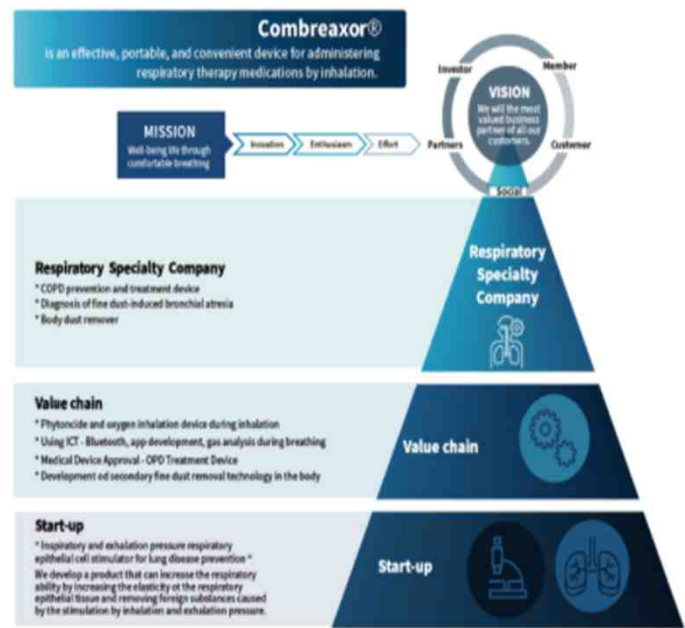 Combreaxor®
is an effective, portable, and convenient device for administering
respiratory therapy medications by inhalation.
Investor
Member
VISION
We will the most
valued business
partner of all our
customers.
Partners
Customer
Social
MISSION
Well-being life through
comfortable breathing
Inovation
Enthusiasm
Effort
Respiratory Specialty Company
* COPD prevention and treatment device
* Diagnosis of fine dust-induced bronchial atresia
* Body dust remover
Respiratory
Specialty
Company
Value chain
* Phytoncide and oxygen inhalation device during inhalation
* Using ICT - Bluetooth, app development, gas analysis during breathing
* Medical Device Approval - OPD Treatment Device
* Development od secondary fine dust removal technology in the body
Value chain
Start-up
* Inspiratory and exhalation pressure respiratory
epithelial cell stimulator for lung disease prevention *
We develop a product that can increase the respiratory
ability by increasing the elasticity ot the respiratory
epithelial tissue and removing foreign substances caused
by the stimulation by inhalation and exhalation pressure.
Start-up